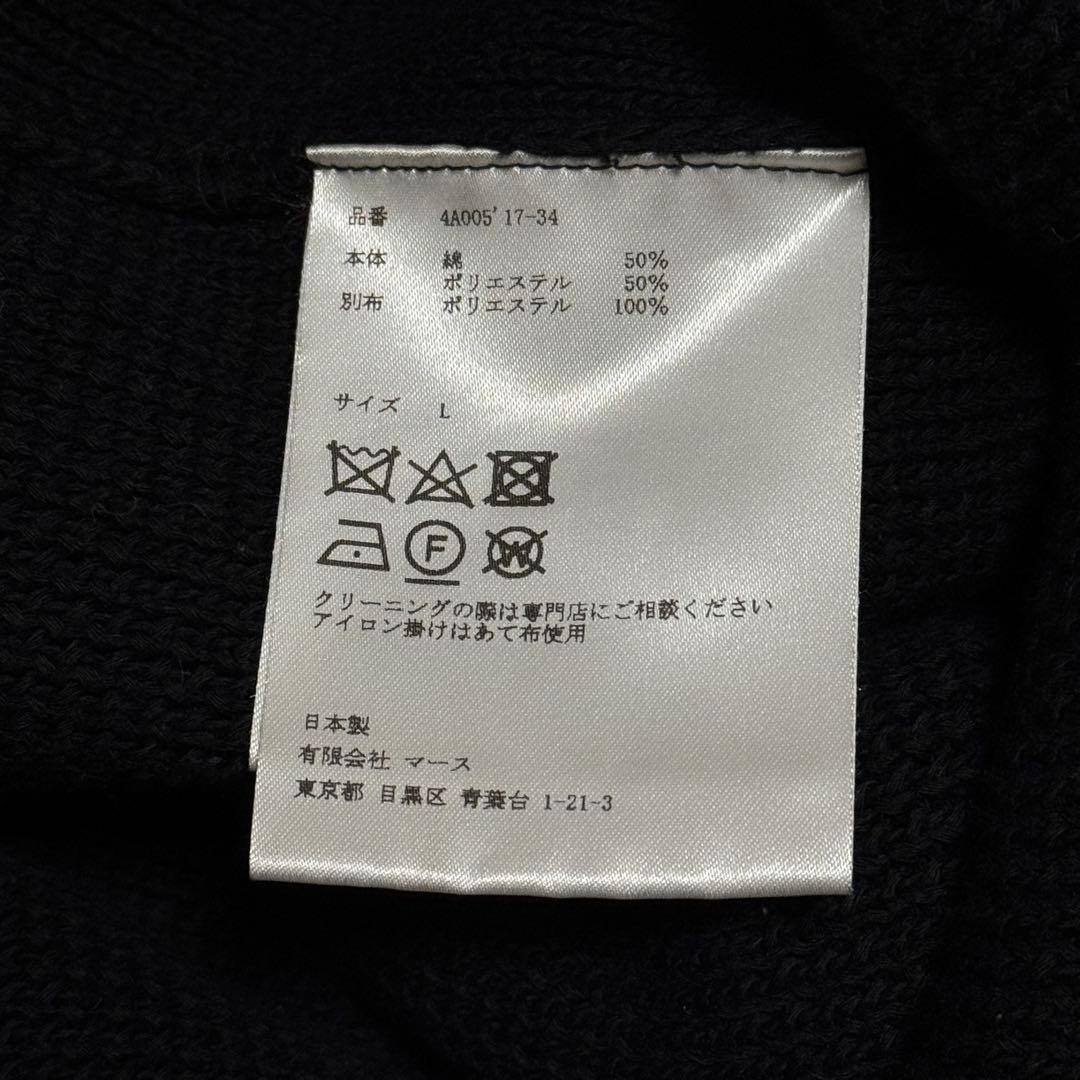 品番 4A005'17-34
本体 綿 50%
ポリエステル 50%
別布 ポリエステル 100%
サイズ L
F W
クリーニングの際は専門店にご相談ください
アイロン掛けはあて布使用
日本製
有限会社 マース
東京都 目黒区 青葉台 1-21-3